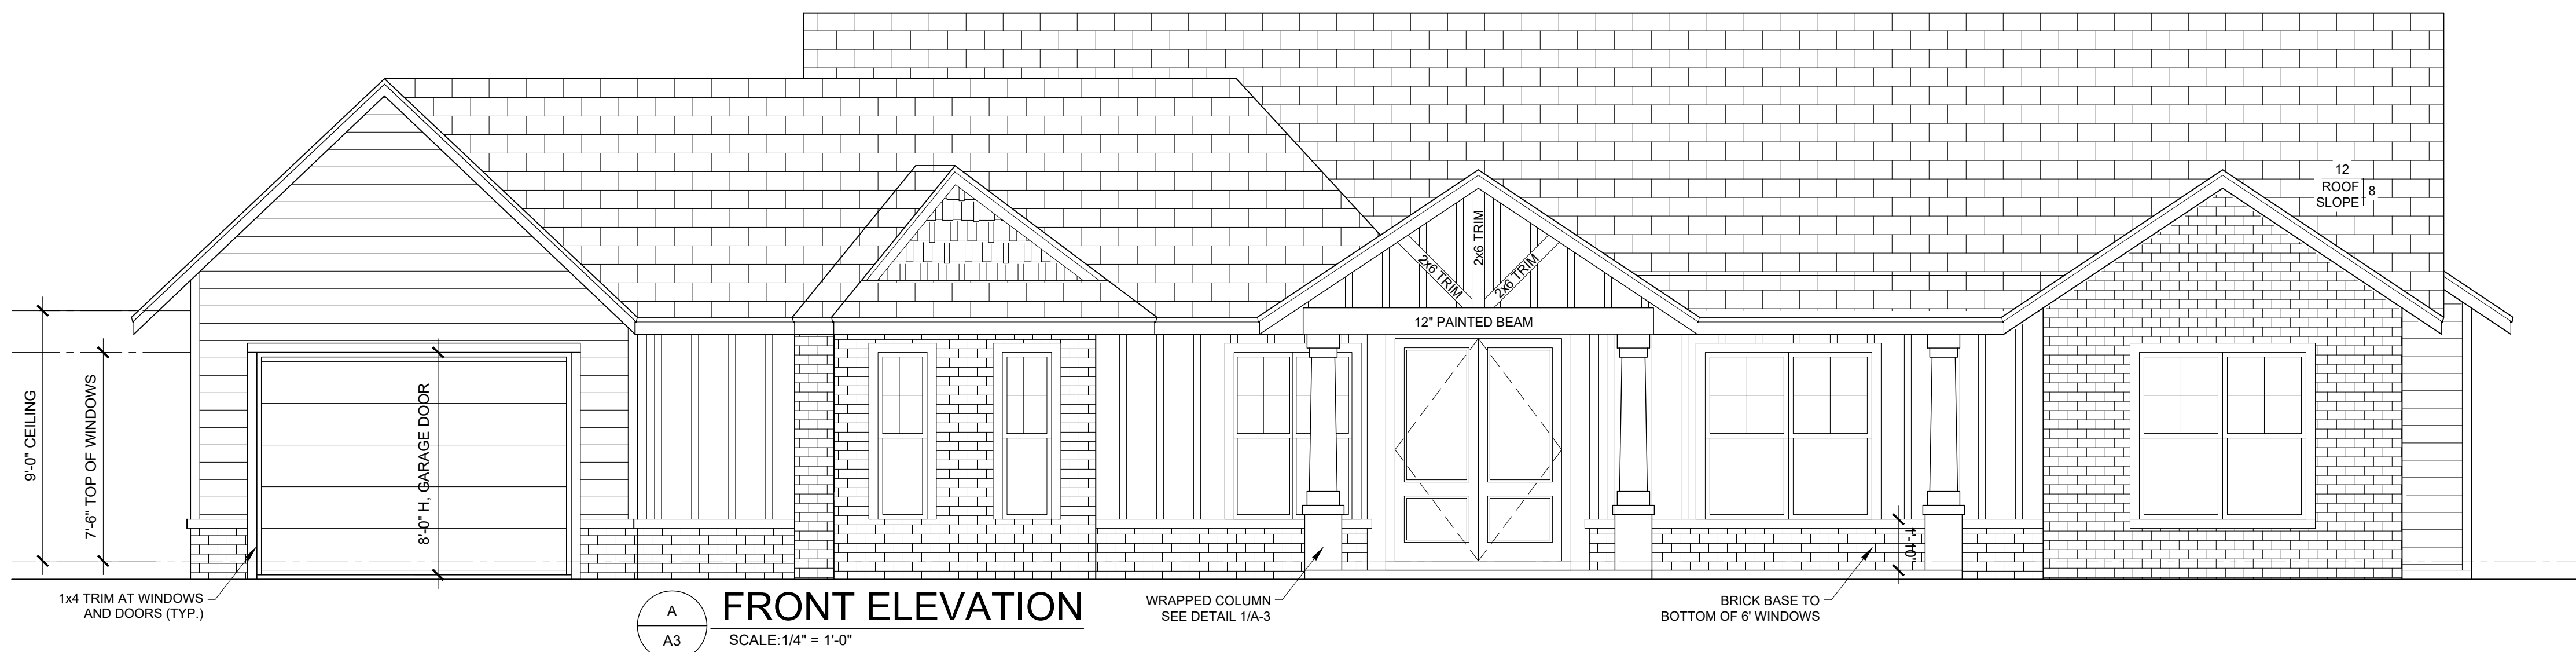 12
ROOF
SLOPE
8
2x6 TRIM
2x6 TRIM
2x6 TRIM
12" PAINTED BEAM
9'-0" CEILING
7'-6" TOP OF WINDOWS
8'-0" H, GARAGE DOOR
1'-10"
1x4 TRIM AT WINDOWS
AND DOORS (TYP.)
A
A3
FRONT ELEVATION
SCALE:1/4" = 1'-0"
WRAPPED COLUMN
SEE DETAIL 1/A-3
BRICK BASE TO
BOTTOM OF 6' WINDOWS